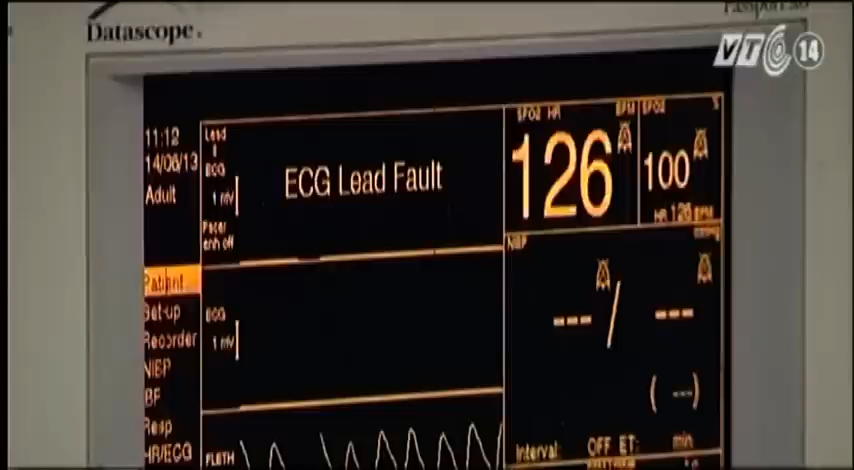 Datascope
VTC 14
11:12
14/06/13
Adult
Lead
II
ECG
1 mV
Pacer
enh off
ECG Lead Fault
SPO2 HR BPM
126
SPO2 %
100
HR 126 BPM
Patient
Set-up
Recorder
NIBP
BF
Resp
HR/ECG
ECG
1 mV
PLETH
NIBP mmHg
--- / ---
( --- )
Interval: OFF ET: min